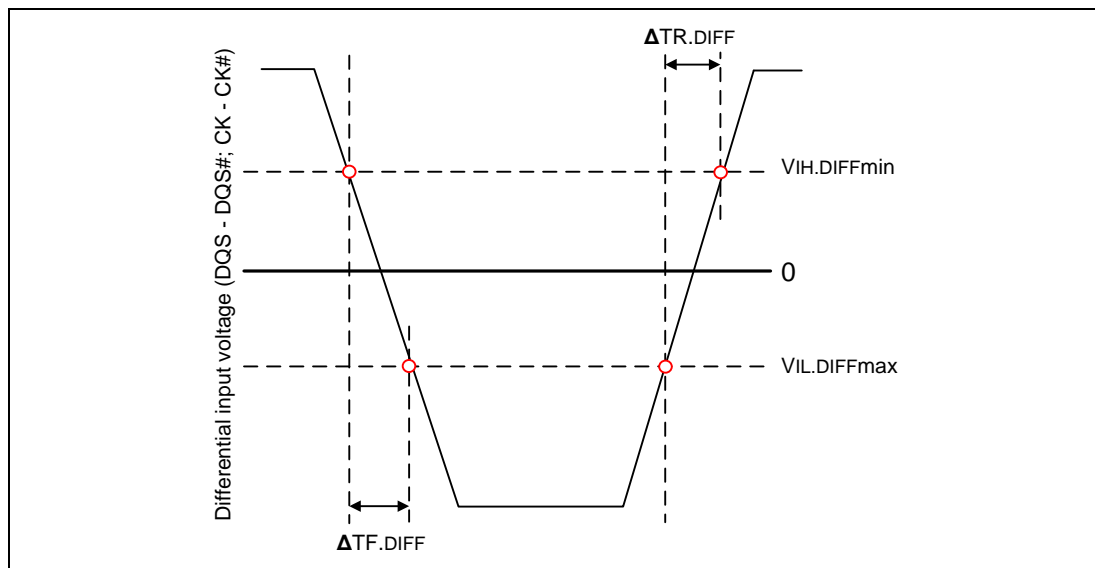 ΔTR.DIFF
Differential input voltage (DQS - DQS#; CK - CK#)
VIH.DIFFmin
0
VIL.DIFFmax
ΔTF.DIFF